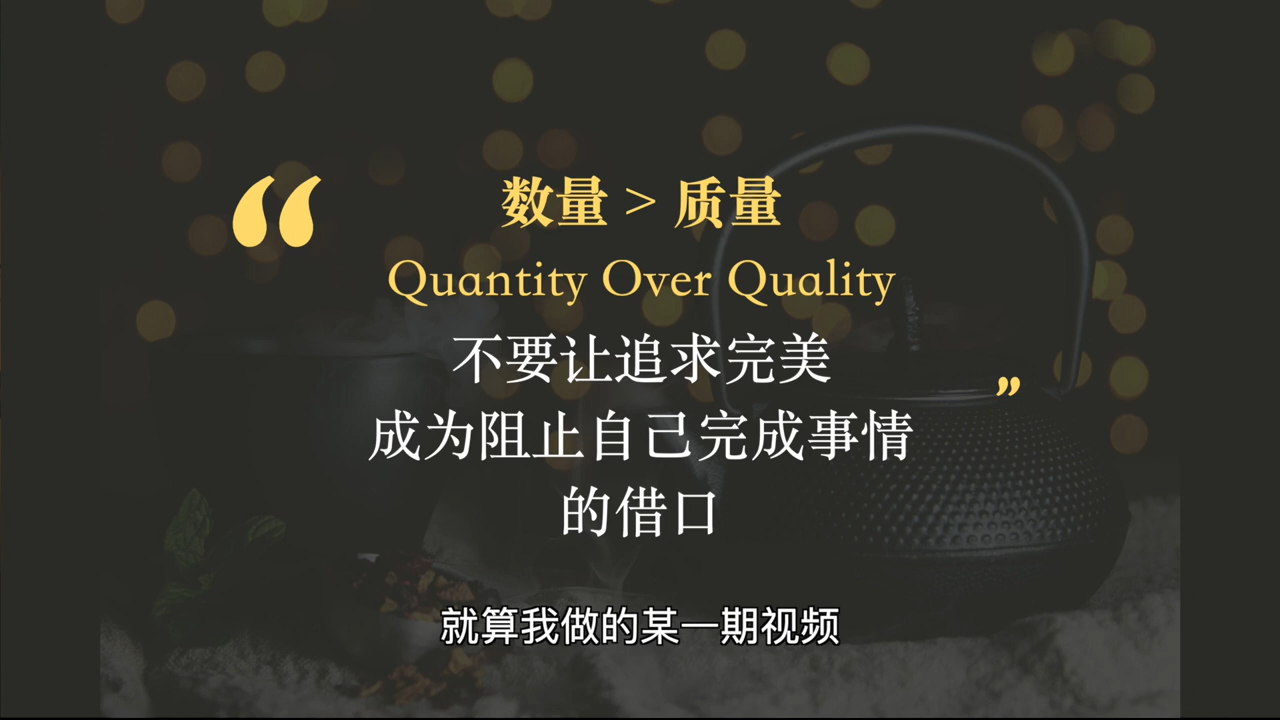 “
数量 > 质量
Quantity Over Quality
不要让追求完美
成为阻止自己完成事情
的借口
”
就算我做的某一期视频